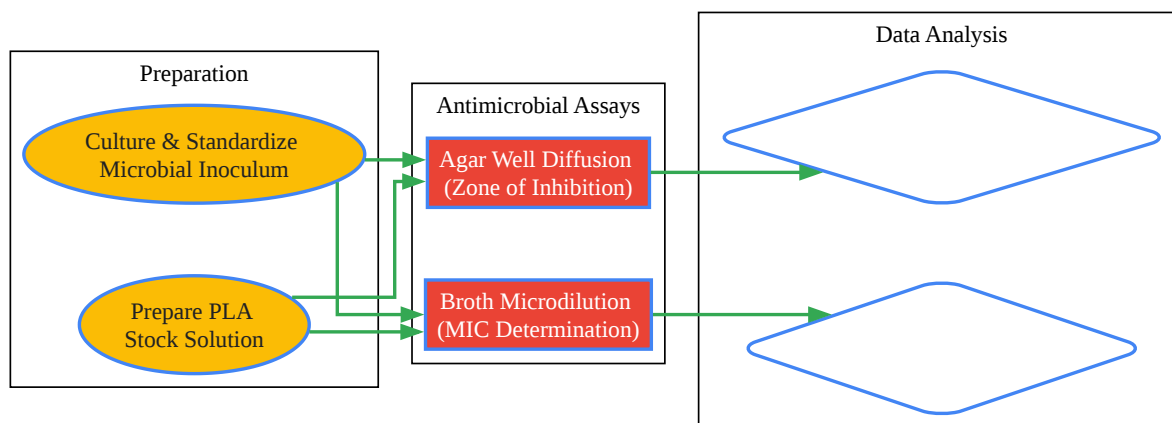 Preparation
Culture & Standardize
Microbial Inoculum
Prepare PLA
Stock Solution
Antimicrobial Assays
Agar Well Diffusion
(Zone of Inhibition)
Broth Microdilution
(MIC Determination)
Data Analysis